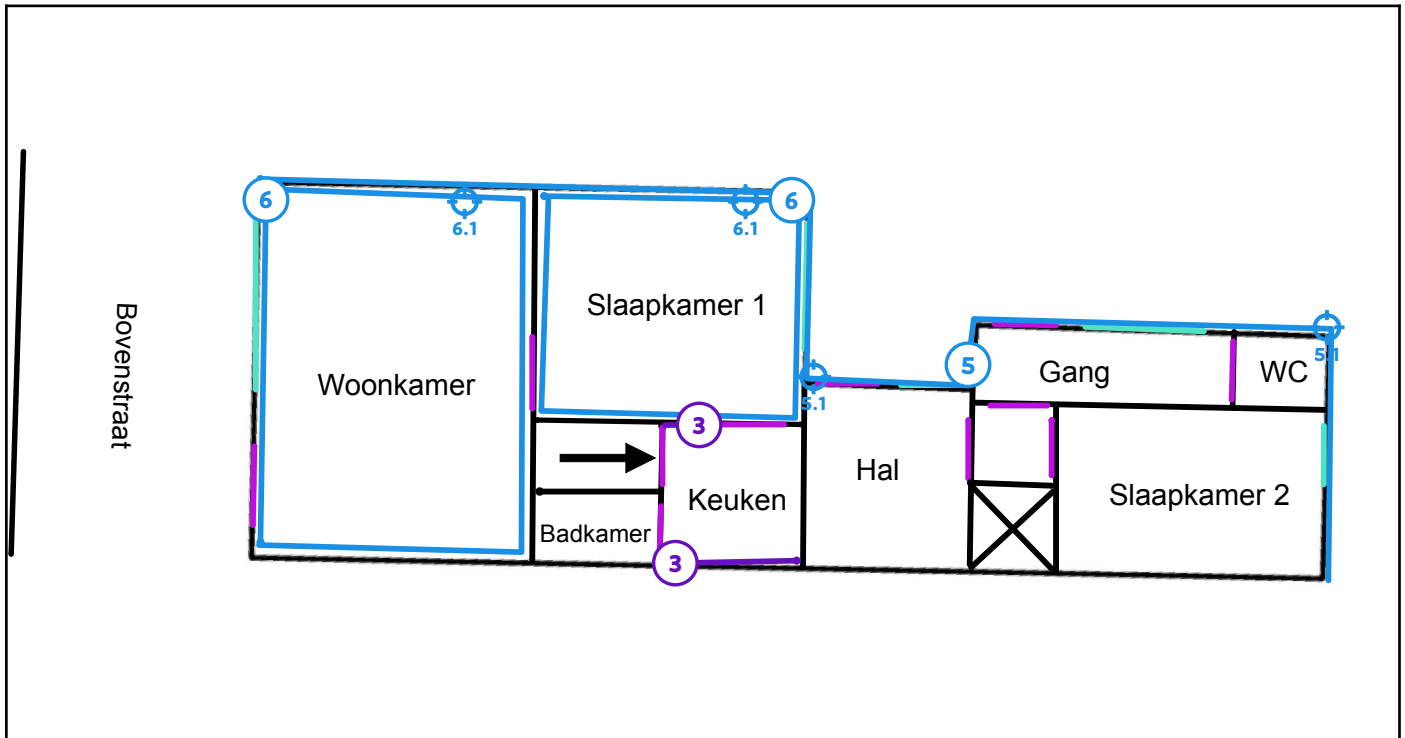 6
6
6.1
6.1
Slaapkamer 1
Bovenstraat
Woonkamer
5.1
5
5.1
Gang
WC
3
Hal
Keuken
Slaapkamer 2
Badkamer
3